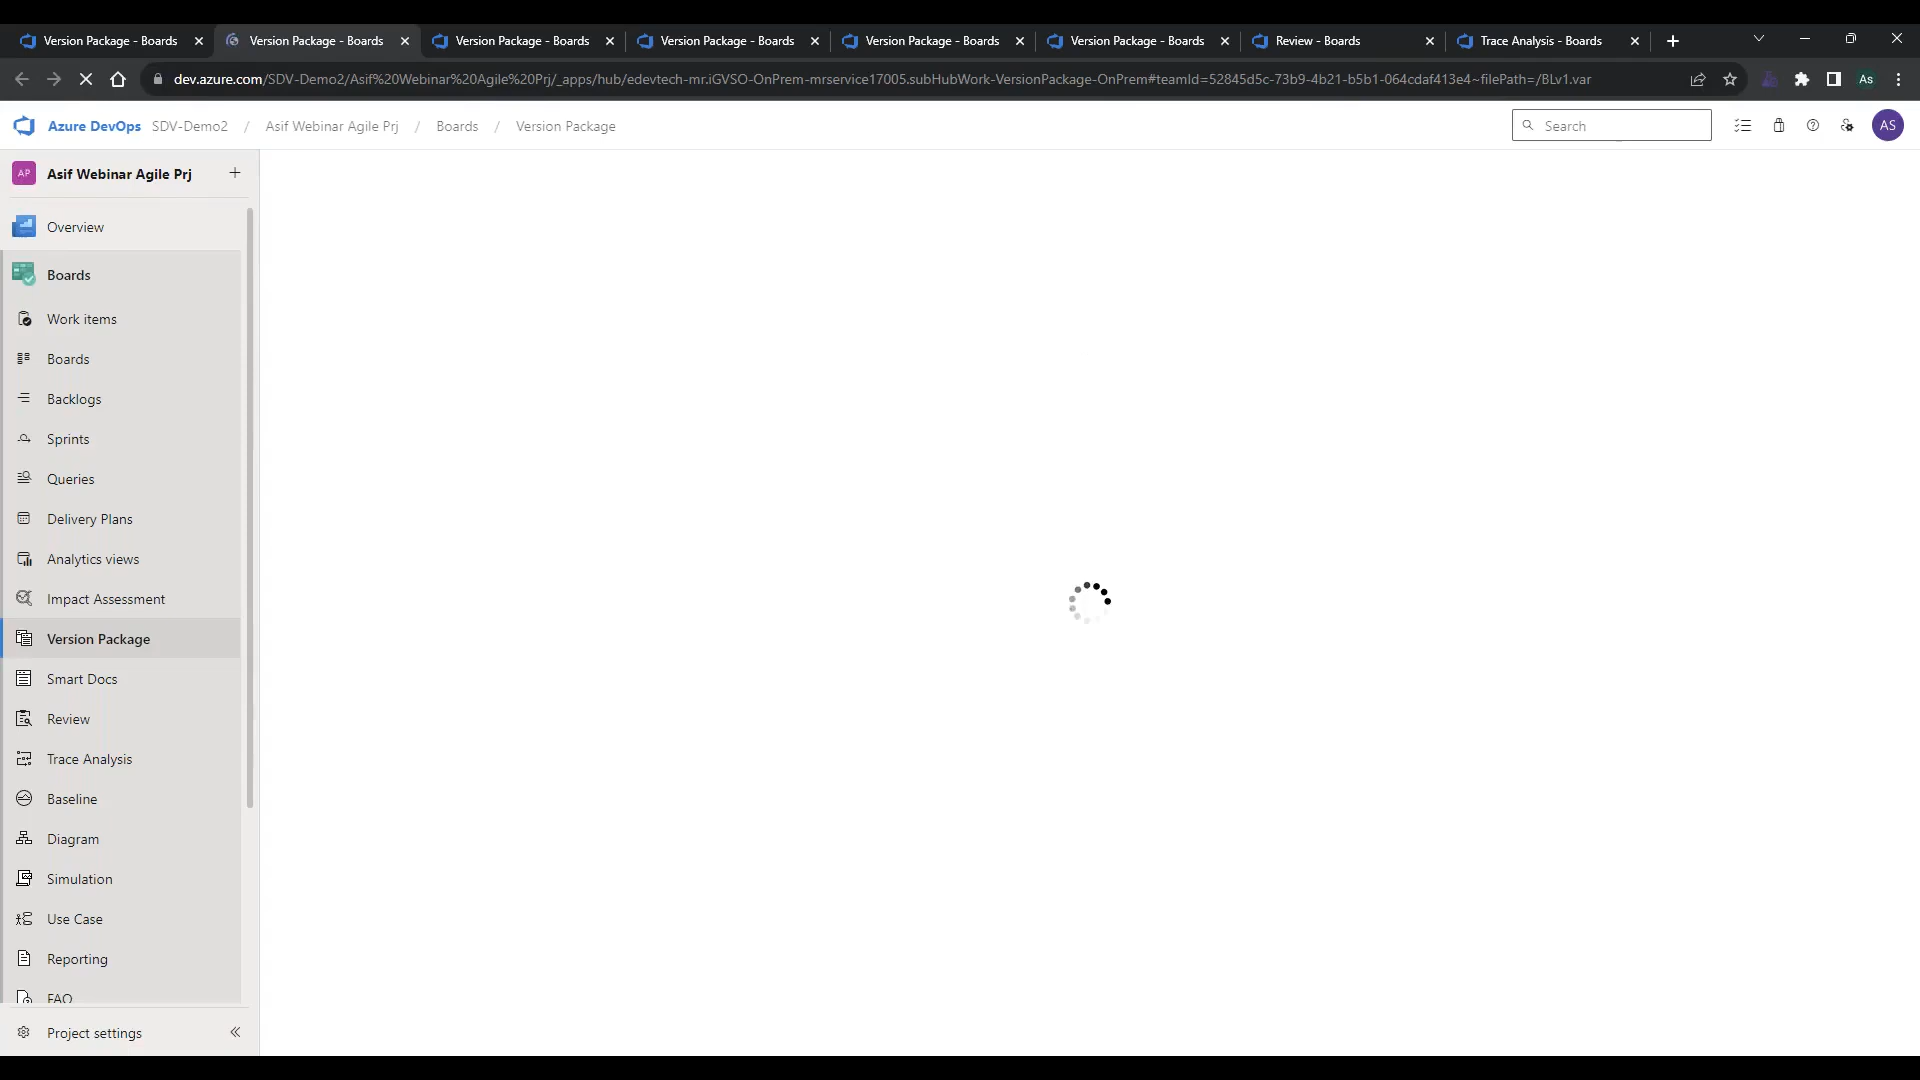 Version Package - Boards
Version Package - Boards
Version Package - Boards
Version Package - Boards
Version Package - Boards
Version Package - Boards
Review - Boards
Trace Analysis - Boards
dev.azure.com/SDV-Demo2/Asif%20Webinar%20Agile%20Prj/_apps/hub/edevtech-mr.iGVSO-OnPrem-mrservice17005.subHubWork-VersionPackage-OnPrem#teamId=52845d5c-73b9-4b21-b5b1-064cdaf413e4~filePath=/BLv1.var
As
Azure DevOps SDV-Demo2 / Asif Webinar Agile Prj / Boards / Version Package
Search
AS
AP Asif Webinar Agile Prj
Overview
Boards
Work items
Boards
Backlogs
Sprints
Queries
Delivery Plans
Analytics views
Impact Assessment
Version Package
Smart Docs
Review
Trace Analysis
Baseline
Diagram
Simulation
Use Case
Reporting
FAQ
Project settings